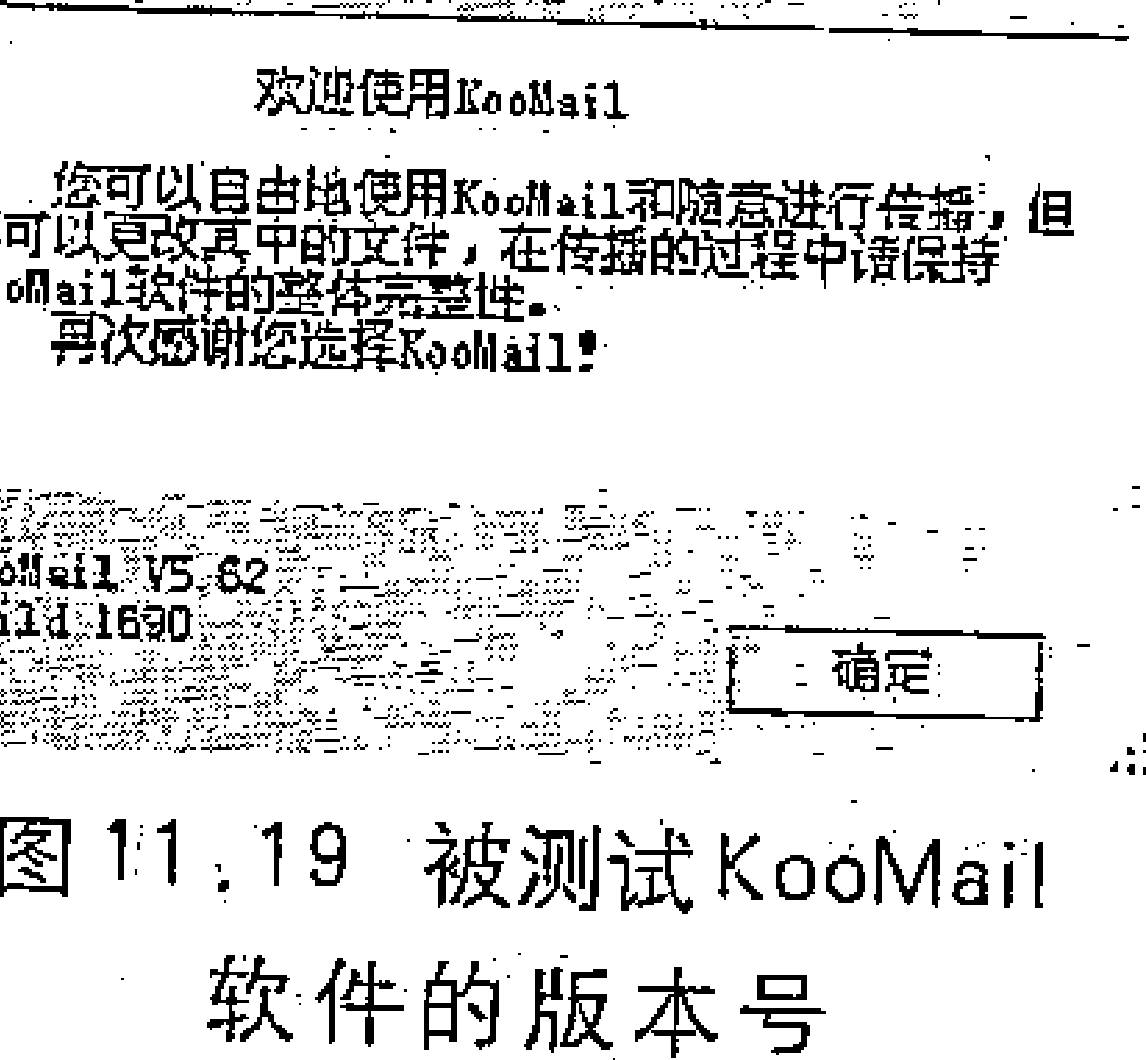 欢迎使用KooMail
您可以自由地使用KooMail和随意进行传播，但
可以更改其中的文件，在传播的过程中请保持
oMail软件的整体完整性。
再次感谢您选择KooMail!
oMail V5.62
ild 1690
确定
图 11.19 被测试KooMail
软件的版本号